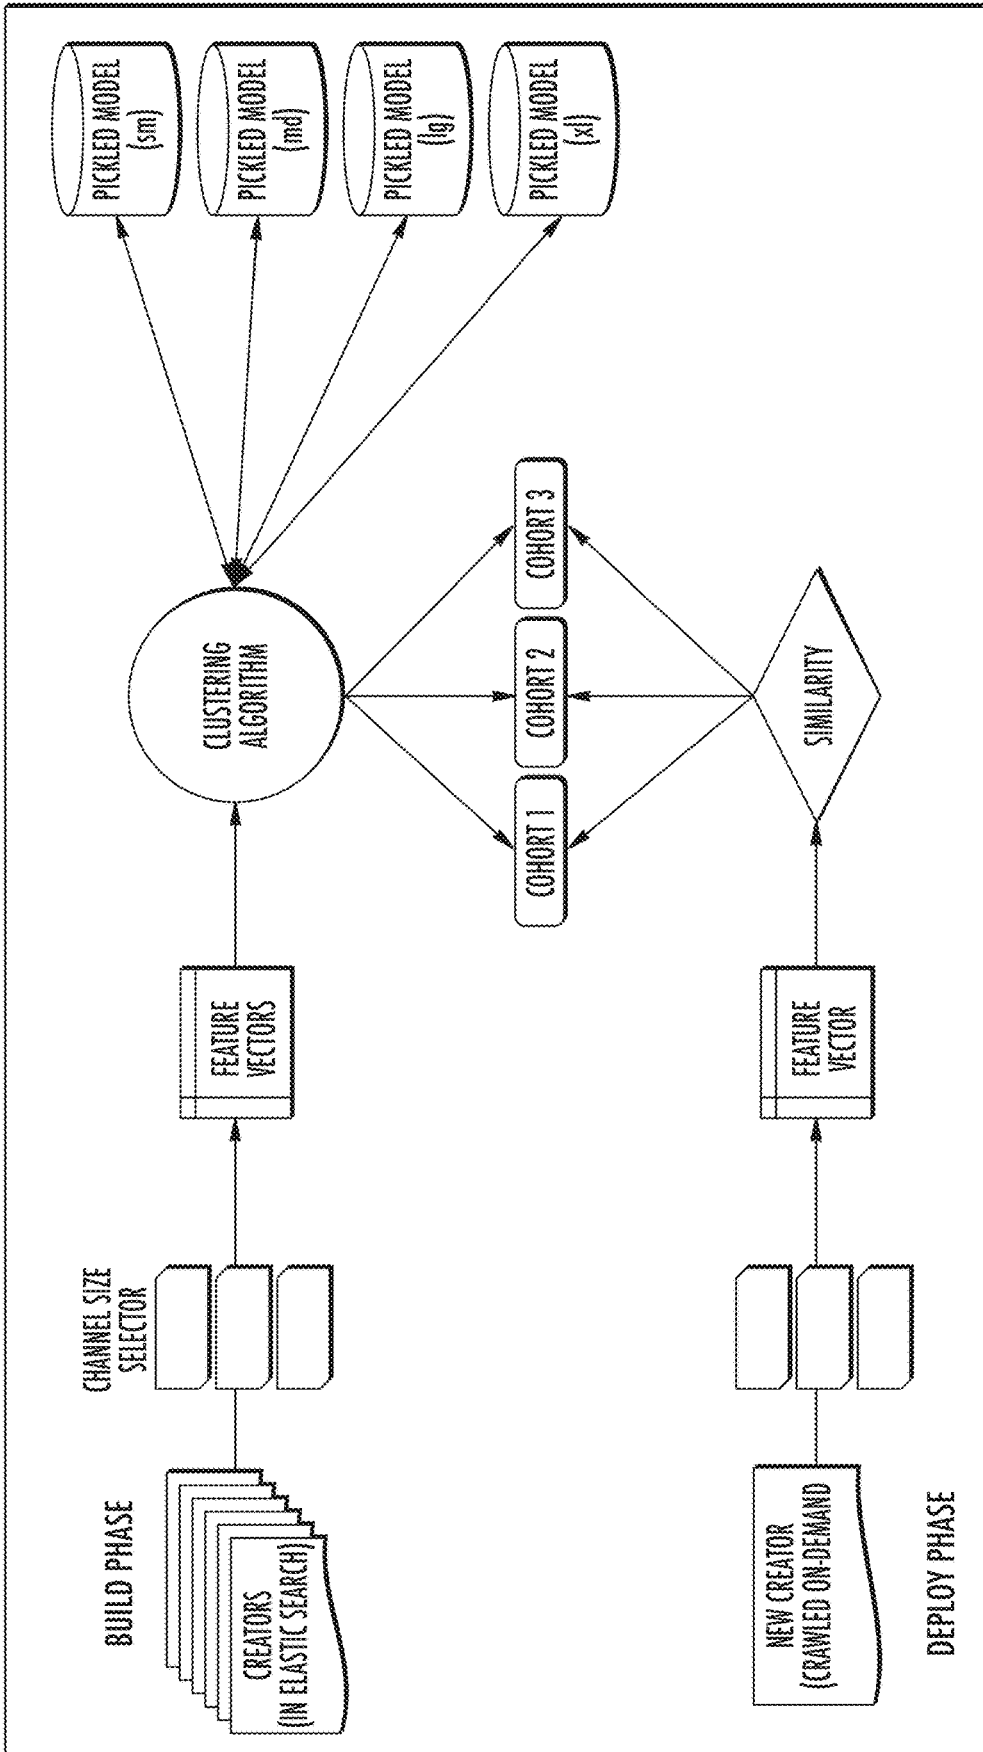 BUILD PHASE
CREATORS
(IN ELASTIC SEARCH)
CHANNEL SIZE
SELECTOR
FEATURE
VECTORS
CLUSTERING
ALGORITHM
PICKLED MODEL
(sm)
PICKLED MODEL
(md)
PICKLED MODEL
(lg)
PICKLED MODEL
(xl)
COHORT 1
COHORT 2
COHORT 3
NEW CREATOR
(CRAWLED ON-DEMAND
FEATURE
VECTOR
SIMILARITY
DEPLOY PHASE